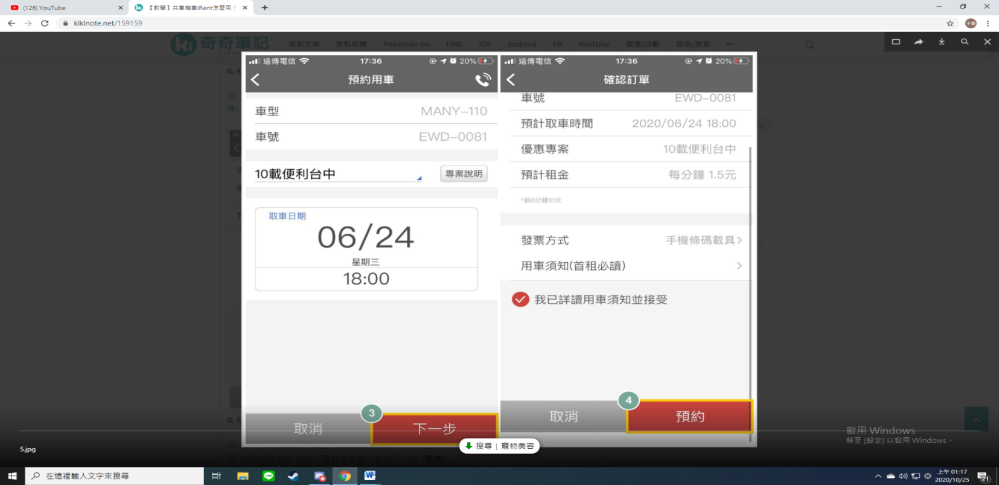 (126) YouTube
【教學】共享機車iRent怎麼用？
kikinote.net/159159
奇奇筆記
最新文章 焦點新聞 Pokémon Go LINE iOS Android FB YouTube 優惠/活動 旅遊/美食
遠傳電信 17:36 20%
預約用車
車型 MANY-110
車號 EWD-0081
10載便利台中 專案說明
取車日期
06/24
星期三
18:00
3
取消 下一步
遠傳電信 17:36 20%
確認訂單
車號 EWD-0081
預計取車時間 2020/06/24 18:00
優惠專案 10載便利台中
預計租金 每分鐘 1.5元
*前6分鐘10元
發票方式 手機條碼載具>
用車須知(首租必讀) >
我已詳讀用車須知並接受
4
取消 預約
搜尋 | 寵物美容
啟用 Windows
移至 [設定] 以啟用 Windows。
5.jpg
在這裡輸入文字來搜尋
上午 01:17
2020/10/25
21